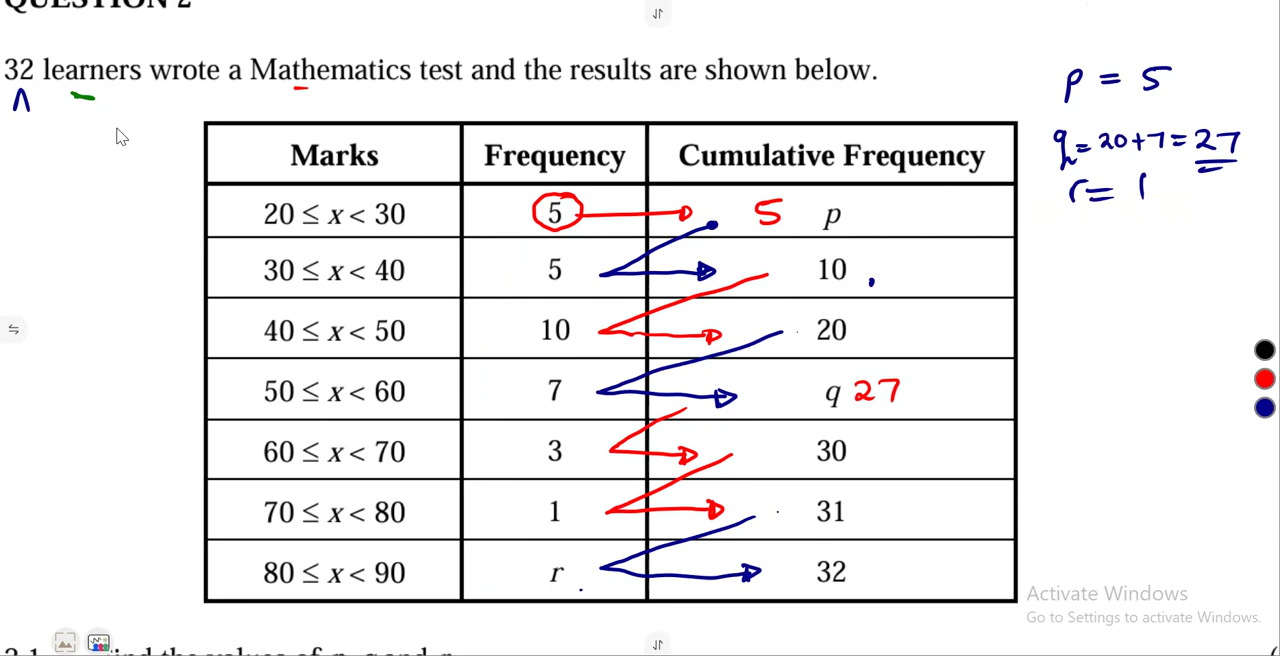 QUESTION 2
32 learners wrote a Mathematics test and the results are shown below.
p = 5
q = 20+7 = 27
r = 1
Marks Frequency Cumulative Frequency
20 ≤ x < 30 5 5 p
30 ≤ x < 40 5 10
40 ≤ x < 50 10 20
50 ≤ x < 60 7 q 27
60 ≤ x < 70 3 30
70 ≤ x < 80 1 31
80 ≤ x < 90 r 32
Activate Windows
Go to Settings to activate Windows.